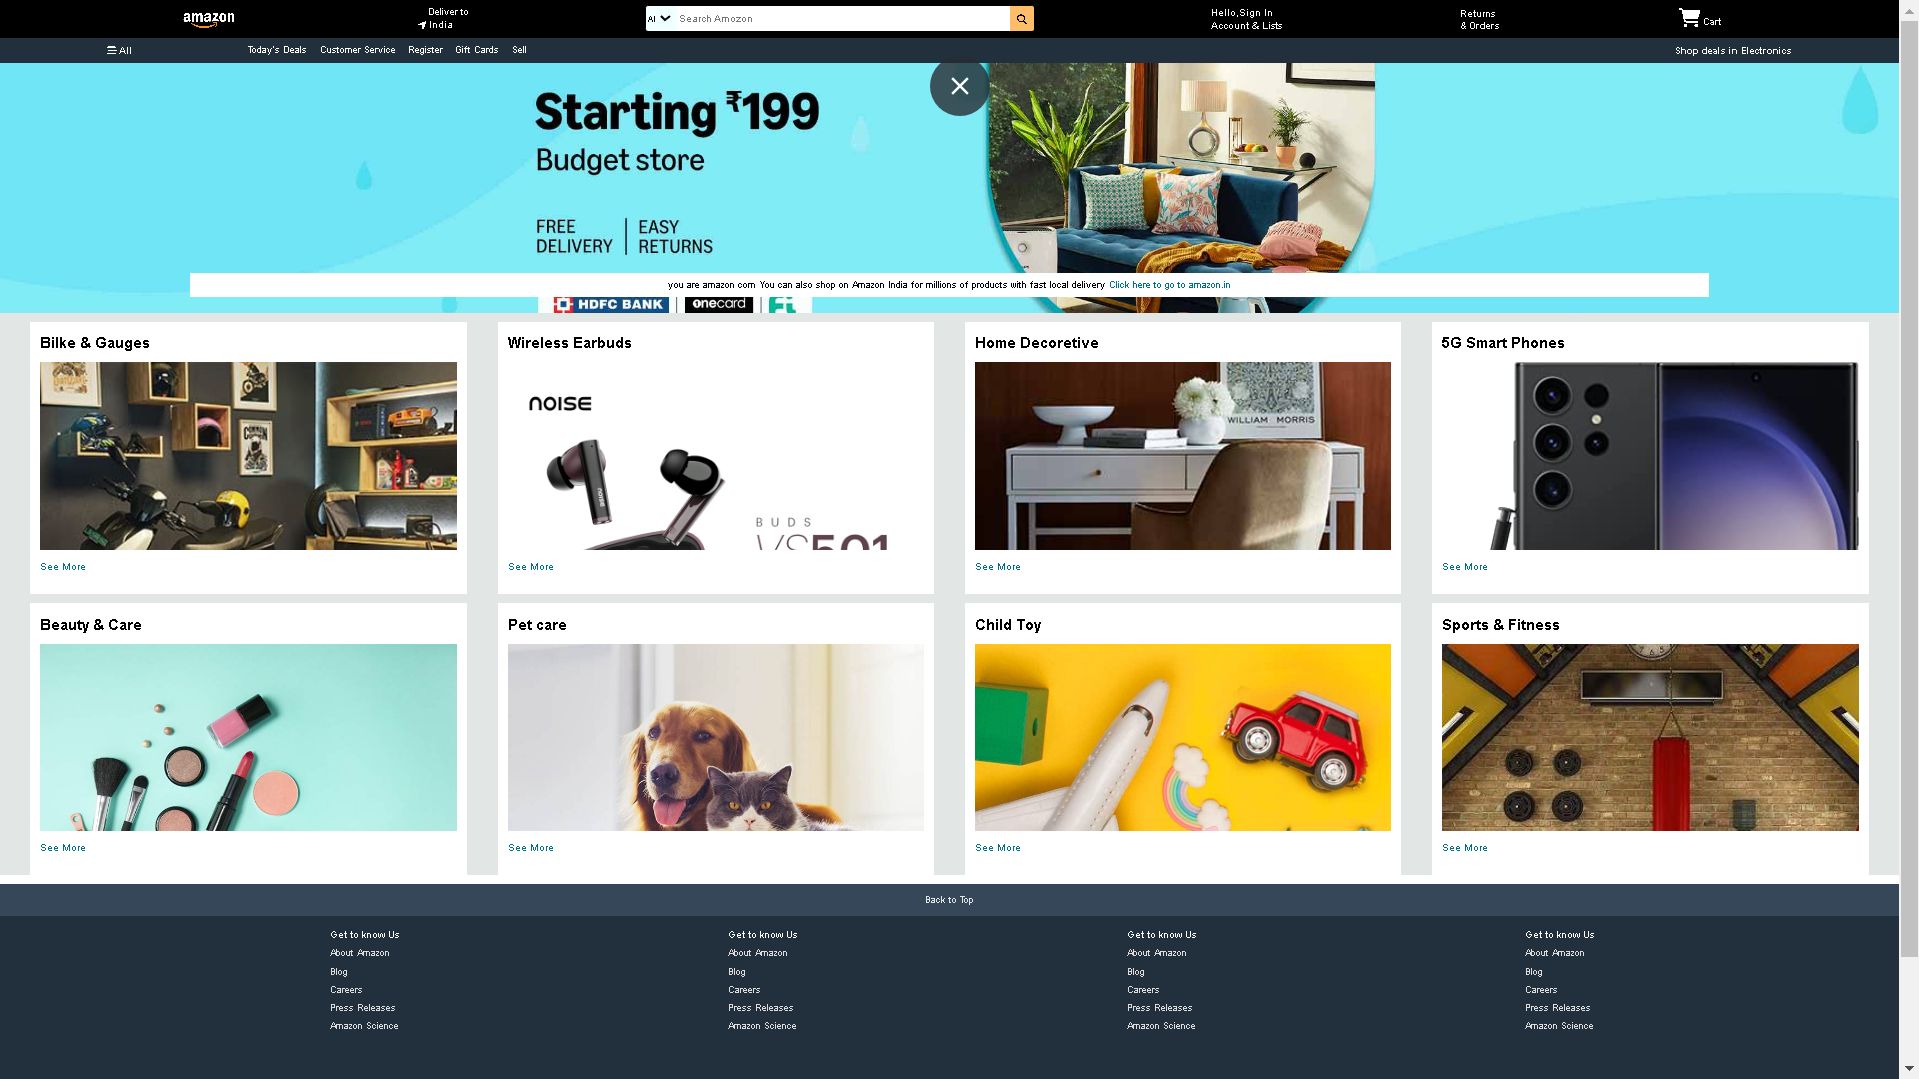 amazon
Deliver to
India
All
Search Amozon
Hello,Sign In
Account & Lists
Returns
& Orders
Cart
All
Today's Deals
Customer Service
Register
Gift Cards
Sell
Shop deals in Electronics
Starting ₹199
Budget store
FREE DELIVERY
EASY RETURNS
you are amazon com You can also shop on Amazon India for millions of products with fast local delivery Click here to go to amazon.in
HDFC BANK
onecard
Bilke & Gauges
Wireless Earbuds
Home Decoretive
5G Smart Phones
noise
WILLIAM MORRIS
noise
BUDS
VS501
See More
See More
See More
See More
Beauty & Care
Pet care
Child Toy
Sports & Fitness
See More
See More
See More
See More
Back to Top
Get to know Us
About Amazon
Blog
Careers
Press Releases
Amazon Science
Get to know Us
About Amazon
Blog
Careers
Press Releases
Amazon Science
Get to know Us
About Amazon
Blog
Careers
Press Releases
Amazon Science
Get to know Us
About Amazon
Blog
Careers
Press Releases
Amazon Science